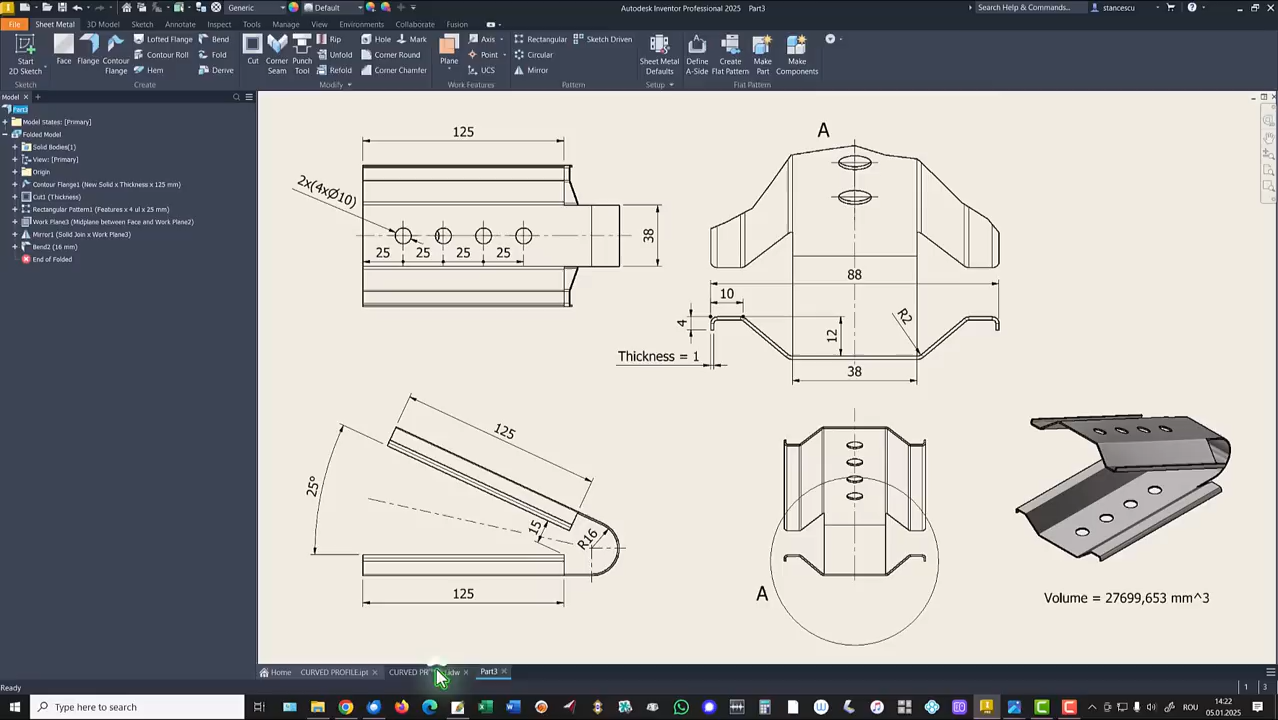 Generic
Default
Autodesk Inventor Professional 2025 Part3
Search Help & Commands...
stancescu
File
Sheet Metal
3D Model
Sketch
Annotate
Inspect
Tools
Manage
View
Environments
Collaborate
Fusion
Start
2D Sketch
Face
Flange
Contour
Flange
Lofted Flange
Contour Roll
Hem
Bend
Fold
Derive
Cut
Corner
Seam
Punch
Tool
Rip
Unfold
Refold
Hole
Mark
Corner Round
Corner Chamfer
Plane
Axis
Point
UCS
Rectangular
Circular
Mirror
Sketch Driven
Sheet Metal
Defaults
Define
A-Side
Create
Flat Pattern
Make
Part
Make
Components
Sketch
Create
Modify
Work Features
Pattern
Setup
Flat Pattern
Model
Part3
Model States: [Primary]
Folded Model
Solid Bodies(1)
View: [Primary]
Origin
Contour Flange1 (New Solid x Thickness x 125 mm)
Cut1 (Thickness)
Rectangular Pattern1 (Features x 4 ul x 25 mm)
Work Plane3 (Midplane between Face and Work Plane2)
Mirror1 (Solid Join x Work Plane3)
Bend2 (16 mm)
End of Folded
125
2x(4xØ10)
25
25
25
25
38
A
88
10
4
12
R2
Thickness = 1
38
125
25°
15
R16
125
A
Volume = 27699,653 mm^3
Home
CURVED PROFILE.ipt
CURVED PR
.idw
Part3
Ready
1
3
Type here to search
ROU
14:22
05.01.2025